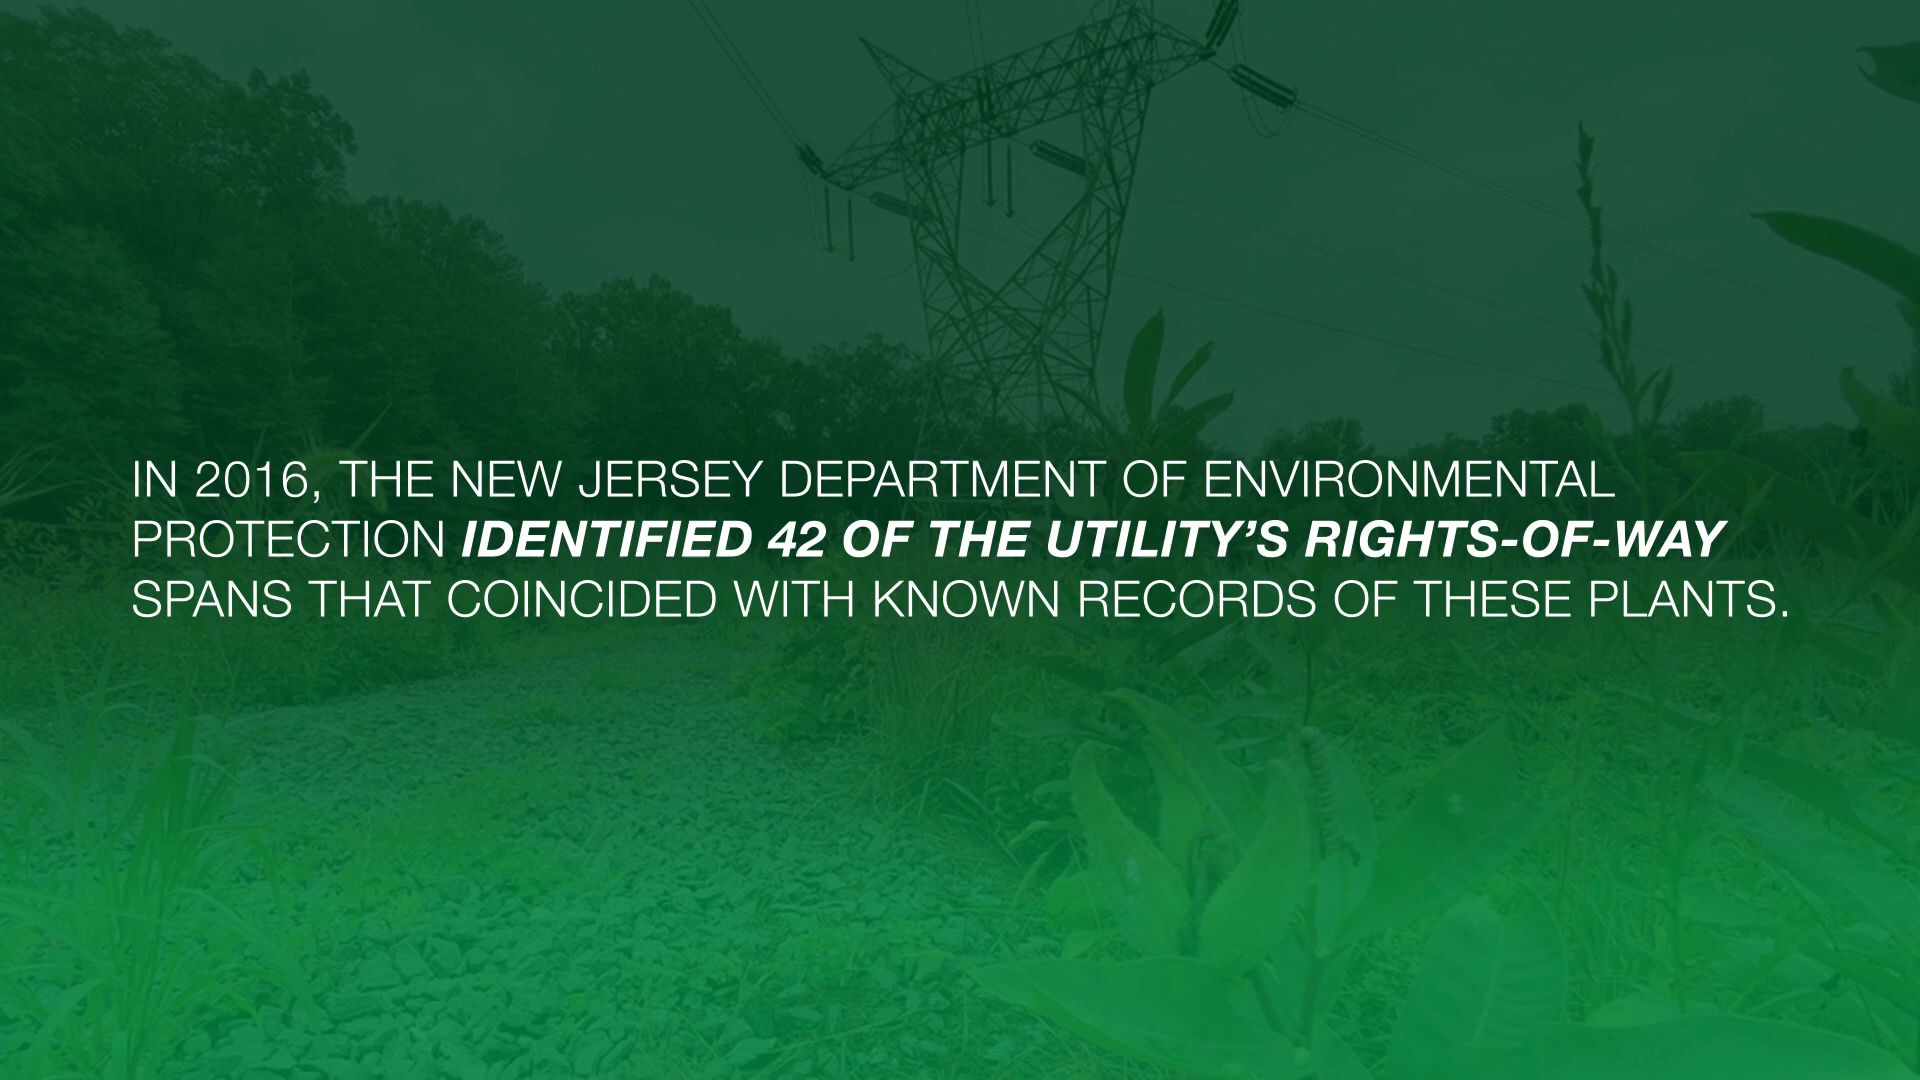 IN 2016, THE NEW JERSEY DEPARTMENT OF ENVIRONMENTAL
PROTECTION IDENTIFIED 42 OF THE UTILITY’S RIGHTS-OF-WAY
SPANS THAT COINCIDED WITH KNOWN RECORDS OF THESE PLANTS.